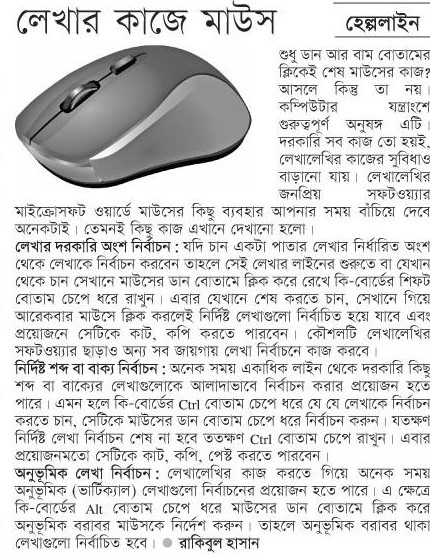 লেখার কাজে মাউস
হেল্পলাইন
শুধু ডান আর বাম বোতামের
ক্লিকেই শেষ মাউসের কাজ?
আসলে কিন্তু তা নয়।
কম্পিউটার যন্ত্রাংশে
গুরুত্বপূর্ণ অনুষঙ্গ এটি।
দরকারি সব কাজ তো হয়ই,
লেখালেখির কাজের সুবিধাও
বাড়ানো যায়। লেখালেখির
জনপ্রিয় সফটওয়্যার
মাইক্রোসফট ওয়ার্ডে মাউসের কিছু ব্যবহার আপনার সময় বাঁচিয়ে দেবে
অনেকটাই। তেমনই কিছু কাজ এখানে দেখানো হলো।
লেখার দরকারি অংশ নির্বাচন : যদি চান একটা পাতার লেখার নির্ধারিত অংশ
থেকে লেখাকে নির্বাচন করবেন তাহলে সেই লেখার লাইনের শুরুতে বা যেখান
থেকে চান সেখানে মাউসের ডান বোতামে ক্লিক করে রেখে কি-বোর্ডের শিফট
বোতাম চেপে ধরে রাখুন। এবার যেখানে শেষ করতে চান, সেখানে গিয়ে
আরেকবার মাউসে ক্লিক করলেই নির্দিষ্ট লেখাগুলো নির্বাচিত হয়ে যাবে এবং
প্রয়োজনে সেটিকে কাট, কপি করতে পারবেন। কৌশলটি লেখালেখির
সফটওয়্যার ছাড়াও অন্য সব জায়গায় লেখা নির্বাচনে কাজ করবে।
নির্দিষ্ট শব্দ বা বাক্য নির্বাচন : অনেক সময় একাধিক লাইন থেকে দরকারি কিছু
শব্দ বা বাক্যের লেখাগুলোকে আলাদাভাবে নির্বাচন করার প্রয়োজন হতে
পারে। এমন হলে কি-বোর্ডের Ctrl বোতাম চেপে ধরে যে যে লেখাকে নির্বাচন
করতে চান, সেটিকে মাউসের ডান বোতাম চেপে ধরে নির্বাচন করুন। যতক্ষণ
নির্দিষ্ট লেখা নির্বাচন শেষ না হবে ততক্ষণ Ctrl বোতাম চেপে রাখুন। এবার
প্রয়োজনমতো সেটিকে কাট, কপি, পেস্ট করতে পারবেন।
অনুভূমিক লেখা নির্বাচন : লেখালেখির কাজ করতে গিয়ে অনেক সময়
অনুভূমিক (ভার্টিক্যাল) লেখাগুলো নির্বাচনের প্রয়োজন হতে পারে। এ ক্ষেত্রে
কি-বোর্ডের Alt বোতাম চেপে ধরে মাউসের ডান বোতামে ক্লিক করে
অনুভূমিক বরাবর মাউসকে নির্দেশ করুন। তাহলে অনুভূমিক বরাবর থাকা
লেখাগুলো নির্বাচিত হবে। ● রাকিবুল হাসান